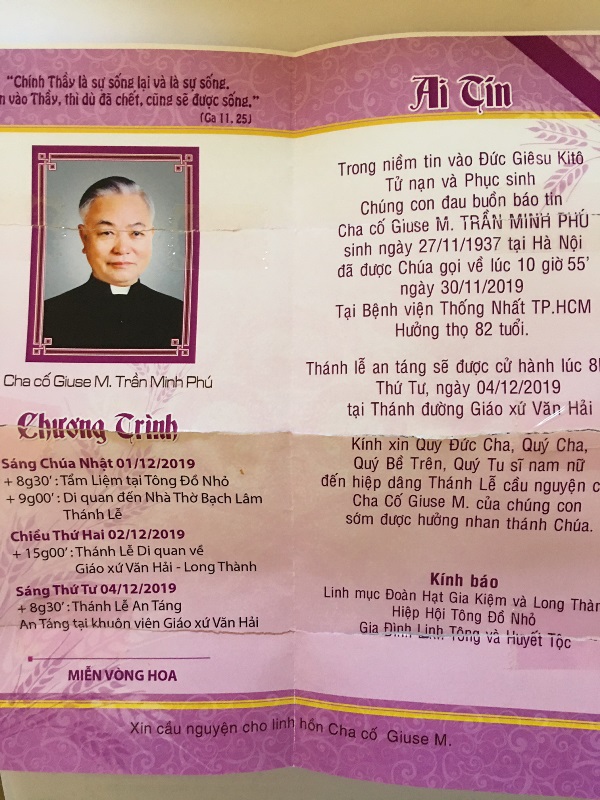 "Chính Thầy là sự sống lại và là sự sống.
vào Thầy, thì dù đã chết, cũng sẽ được sống."
(Ga 11, 25)
Cha cố Giuse M. Trần Minh Phú
Chương Trình
Sáng Chúa Nhật 01/12/2019
+ 8g30' : Tẩm Liệm tại Tông Đồ Nhỏ
+ 9g00' : Di quan đến Nhà Thờ Bạch Lâm
Thánh Lễ
Chiều Thứ Hai 02/12/2019
+ 15g00' : Thánh Lễ Di quan về
Giáo xứ Văn Hải - Long Thành
Sáng Thứ Tư 04/12/2019
+ 8g30' : Thánh Lễ An Táng
An Táng tại khuôn viên Giáo xứ Văn Hải
MIỄN VÒNG HOA
Ai Tín
Trong niềm tin vào Đức Giêsu Kitô
Tử nạn và Phục sinh
Chúng con đau buồn báo tin
Cha cố Giuse M. TRẦN MINH PHÚ
sinh ngày 27/11/1937 tại Hà Nội
đã được Chúa gọi về lúc 10 giờ 55'
ngày 30/11/2019
Tại Bệnh viện Thống Nhất TP.HCM
Hưởng thọ 82 tuổi.
Thánh lễ an táng sẽ được cử hành lúc
Thứ Tư, ngày 04/12/2019
tại Thánh đường Giáo xứ Văn Hải
Kính xin Quý Đức Cha, Quý Cha,
Quý Bề Trên, Quý Tu sĩ nam nữ
đến hiệp dâng Thánh Lễ cầu nguyện
Cha Cố Giuse M. của chúng con
sớm được hưởng nhan thánh Chúa.
Kính báo
Linh mục Đoàn Hạt Gia Kiệm và Long
Hiệp Hội Tông Đồ Nhỏ
Gia Đình Linh Tông và Huyết Tộc
Xin cầu nguyện cho linh hồn Cha cố Giuse M.